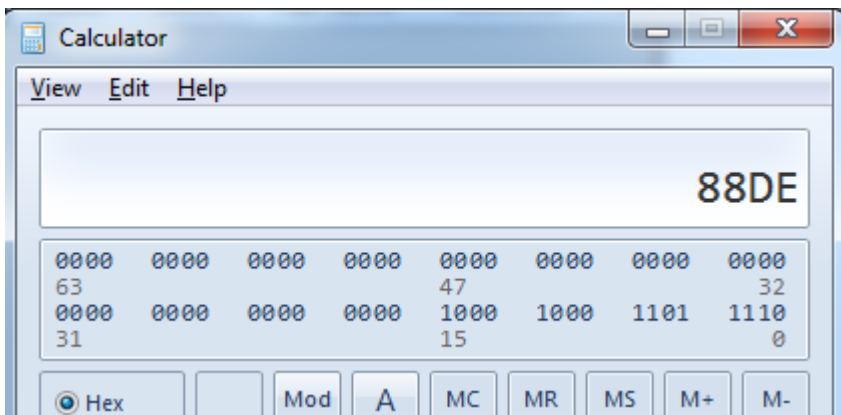 Calculator
View Edit Help
88DE
0000 0000 0000 0000 0000 0000 0000 0000
63 47 32
0000 0000 0000 0000 1000 1000 1101 1110
31 15 0
Hex Mod A MC MR MS M+ M-